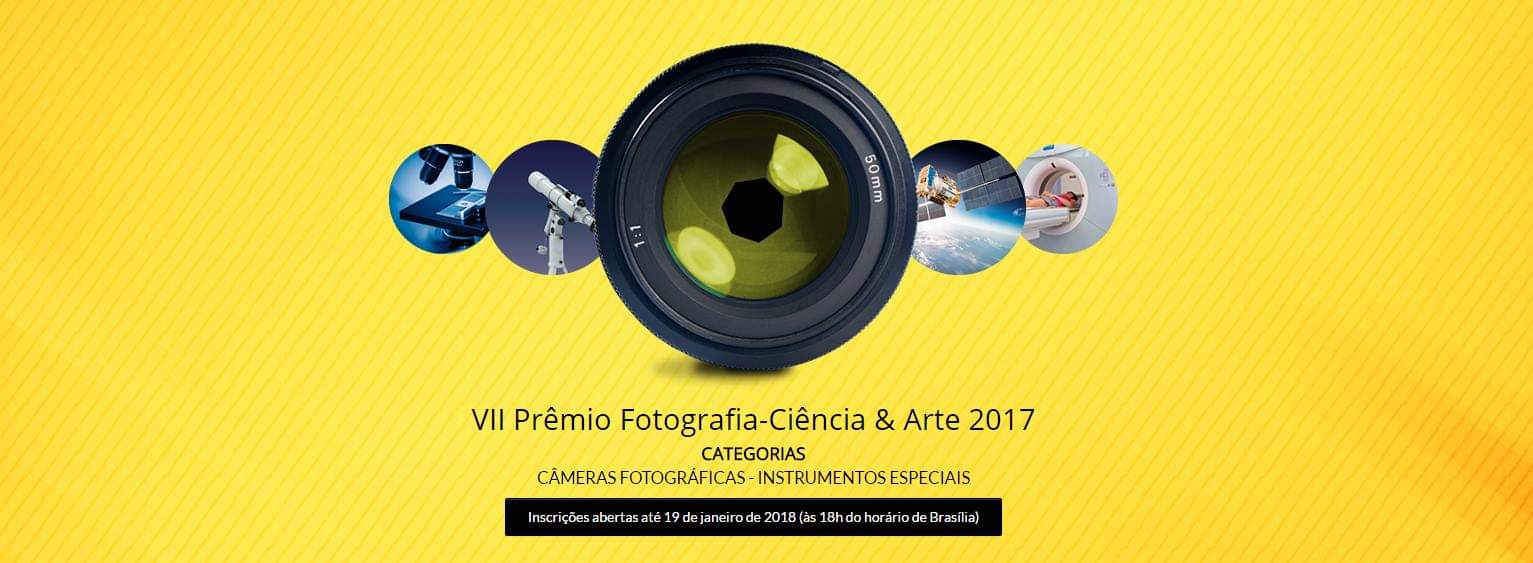 50mm
1:1
VII Prêmio Fotografia-Ciência & Arte 2017
CATEGORIAS
CÂMERAS FOTOGRÁFICAS - INSTRUMENTOS ESPECIAIS
Inscrições abertas até 19 de janeiro de 2018 (às 18h do horário de Brasília)